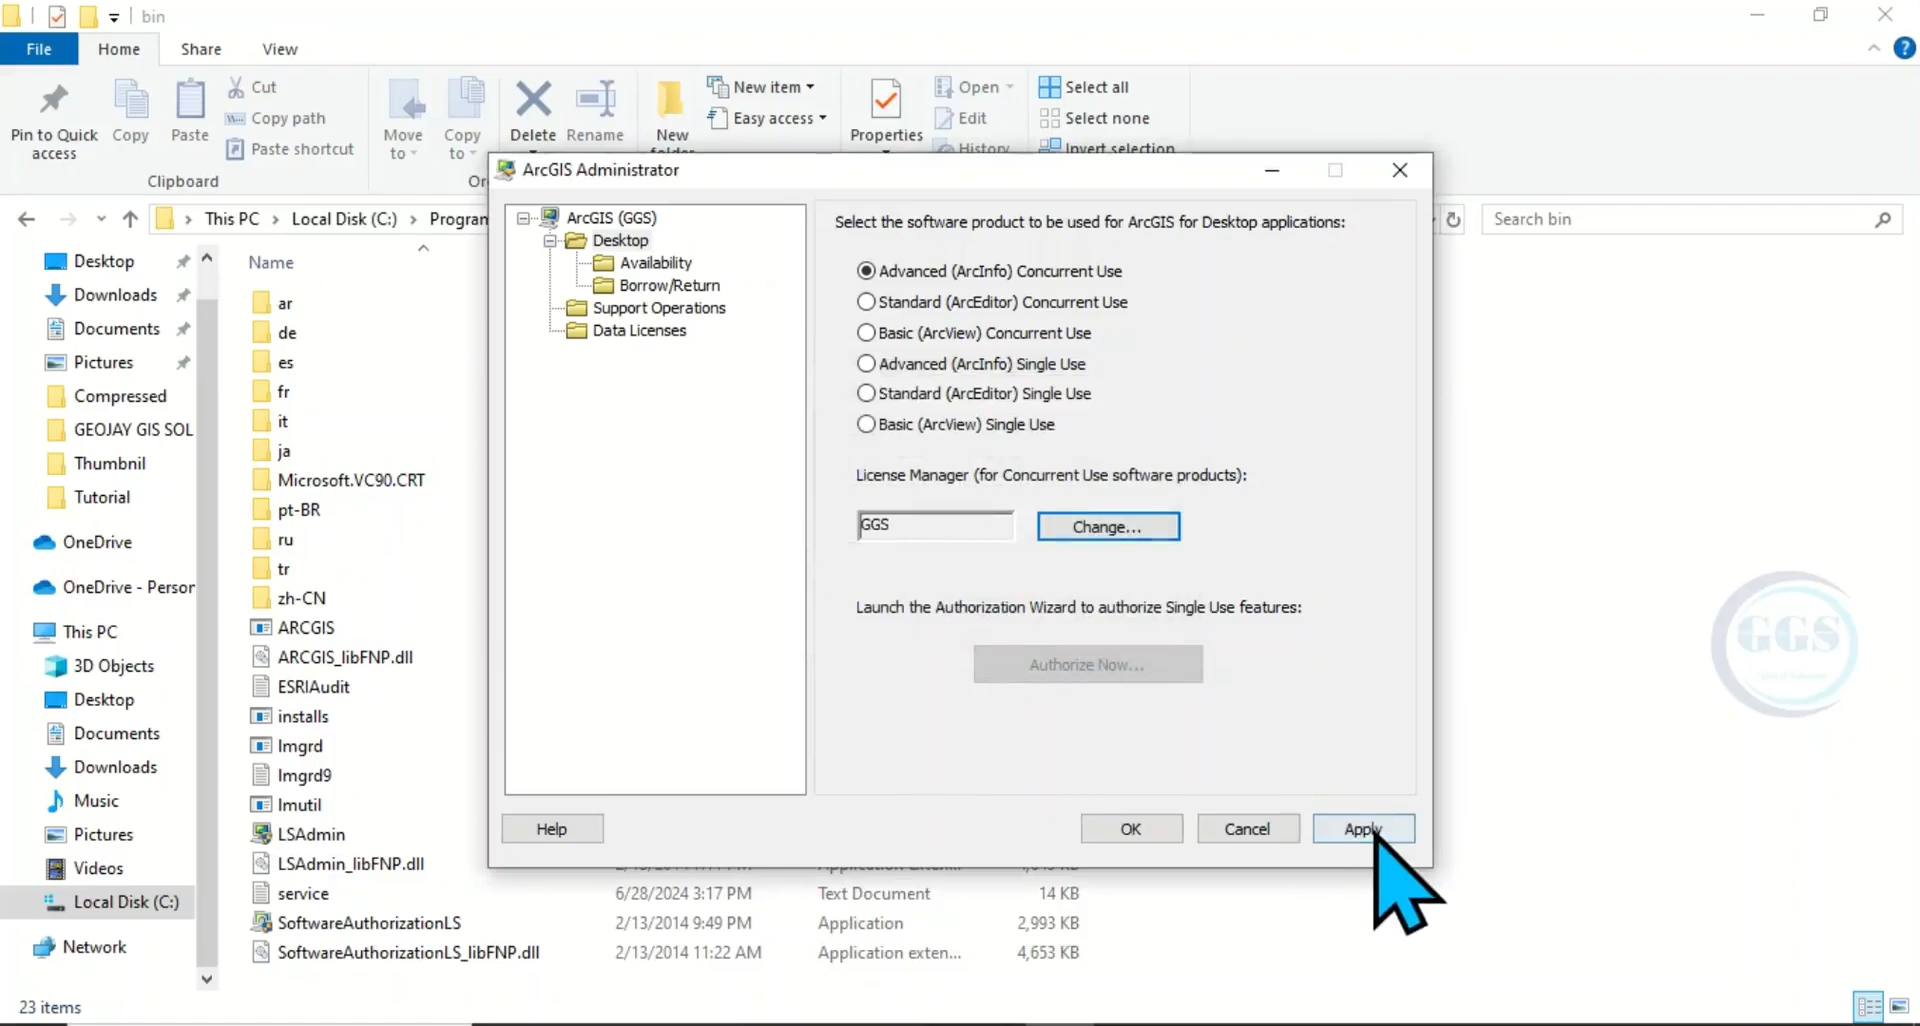 bin
File
Home
Share
View
Pin to Quick access
Copy
Paste
Cut
Copy path
Paste shortcut
Clipboard
Move to
Copy to
Delete
Rename
New
New item
Easy access
Properties
Open
Edit
History
Select all
Select none
Invert selection
This PC
Local Disk (C:)
Program
Search bin
Desktop
Downloads
Documents
Pictures
Compressed
GEOJAY GIS SOL
Thumbnil
Tutorial
OneDrive
OneDrive - Person
This PC
3D Objects
Desktop
Documents
Downloads
Music
Pictures
Videos
Local Disk (C:)
Network
Name
ar
de
es
fr
it
ja
Microsoft.VC90.CRT
pt-BR
ru
tr
zh-CN
ARCGIS
ARCGIS_libFNP.dll
ESRIAudit
installs
lmgrd
lmgrd9
lmutil
LSAdmin
LSAdmin_libFNP.dll
service 6/28/2024 3:17 PM Text Document 14 KB
SoftwareAuthorizationLS 2/13/2014 9:49 PM Application 2,993 KB
SoftwareAuthorizationLS_libFNP.dll 2/13/2014 11:22 AM Application exten... 4,653 KB
23 items
ArcGIS Administrator
ArcGIS (GGS)
Desktop
Availability
Borrow/Return
Support Operations
Data Licenses
Select the software product to be used for ArcGIS for Desktop applications:
Advanced (ArcInfo) Concurrent Use
Standard (ArcEditor) Concurrent Use
Basic (ArcView) Concurrent Use
Advanced (ArcInfo) Single Use
Standard (ArcEditor) Single Use
Basic (ArcView) Single Use
License Manager (for Concurrent Use software products):
GGS
Change...
Launch the Authorization Wizard to authorize Single Use features:
Authorize Now...
Help
OK
Cancel
Apply
GGS